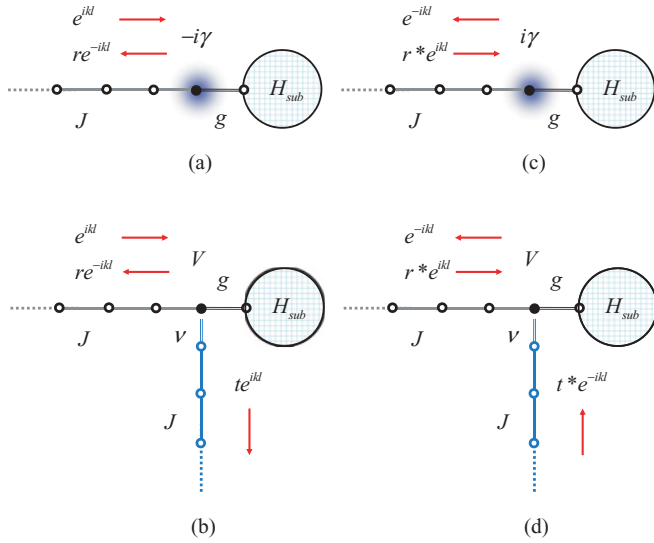 e^{ikl}
re^{-ikl}
-iγ
H_{sub}
J
g
(a)
e^{-ikl}
r*e^{ikl}
iγ
H_{sub}
J
g
(c)
e^{ikl}
re^{-ikl}
V
g
H_{sub}
J
ν
te^{ikl}
J
(b)
e^{-ikl}
r*e^{ikl}
V
g
H_{sub}
J
ν
t*e^{-ikl}
J
(d)